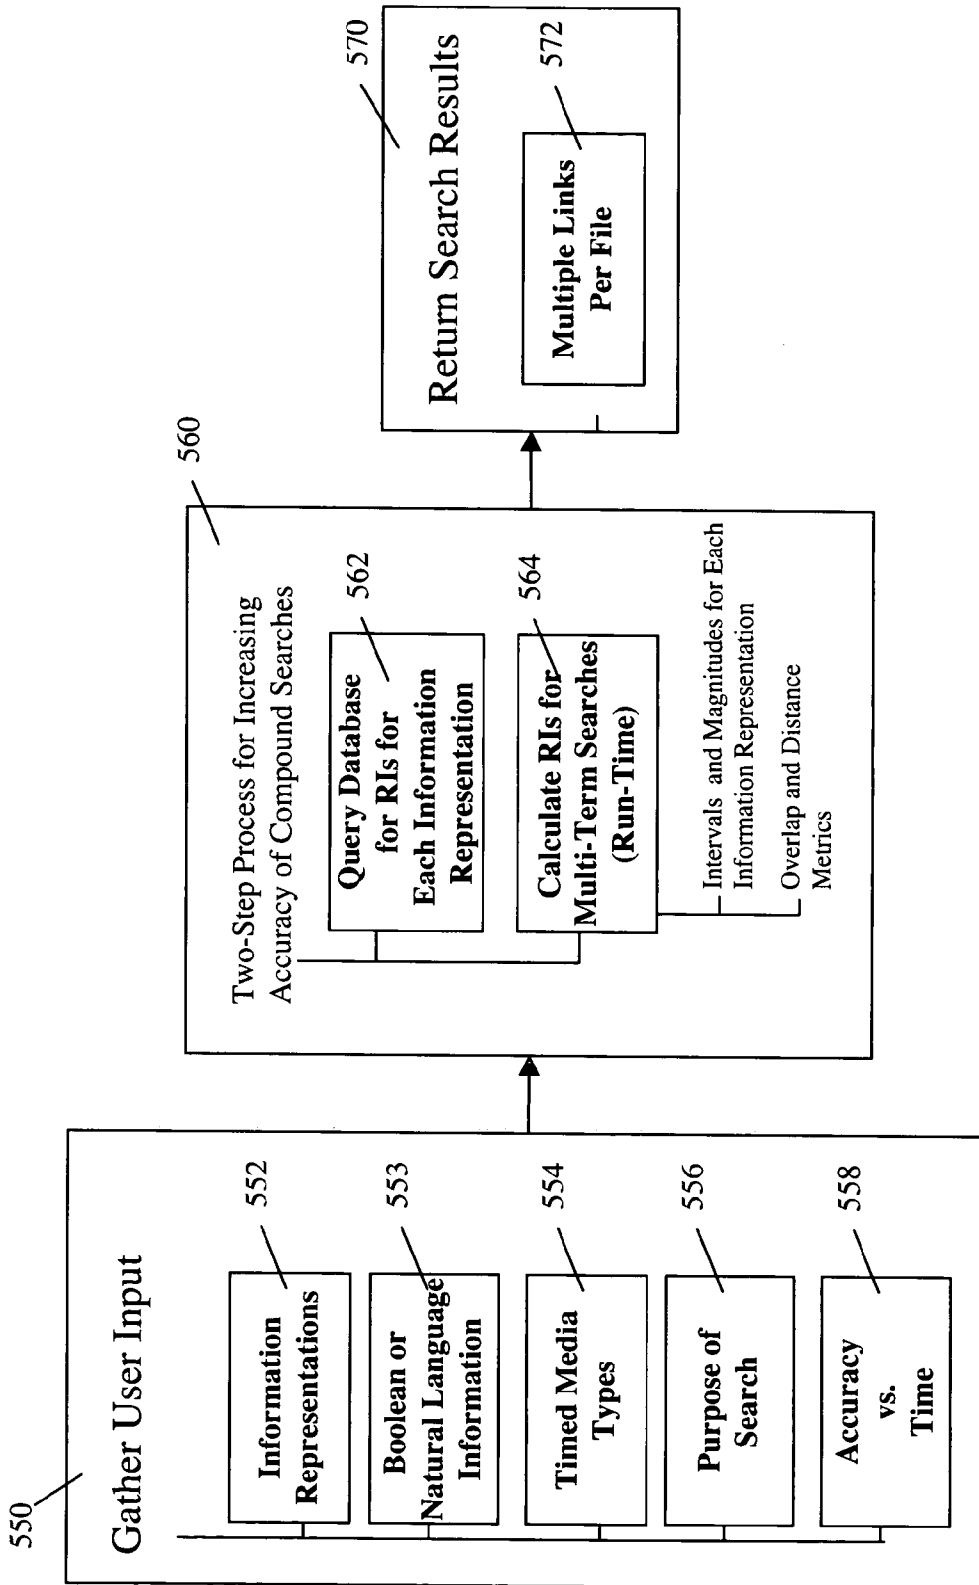 550
Gather User Input
552
Information
Representations
553
Boolean or
Natural Language
Information
554
Timed Media
Types
556
Purpose of
Search
558
Accuracy
vs.
Time
560
Two-Step Process for Increasing
Accuracy of Compound Searches
562
Query Database
for RIs for
Each Information
Representation
564
Calculate RIs for
Multi-Term Searches
(Run-Time)
Intervals and Magnitudes for Each
Information Representation
Overlap and Distance
Metrics
570
Return Search Results
572
Multiple Links
Per File